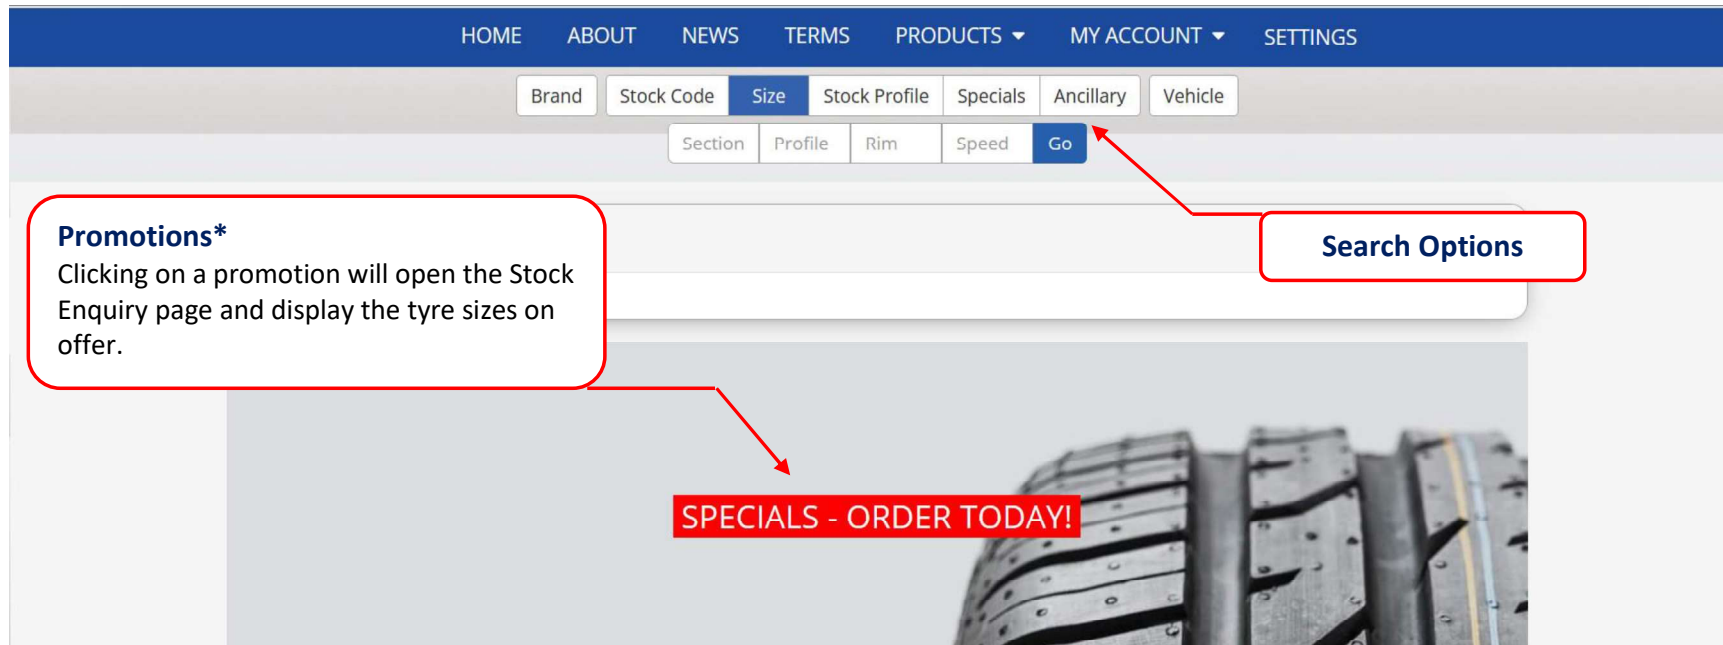 HOME ABOUT NEWS TERMS PRODUCTS MY ACCOUNT SETTINGS
Brand Stock Code Size Stock Profile Specials Ancillary Vehicle
Section Profile Rim Speed Go
Promotions*
Clicking on a promotion will open the Stock
Enquiry page and display the tyre sizes on
offer.
Search Options
SPECIALS - ORDER TODAY!